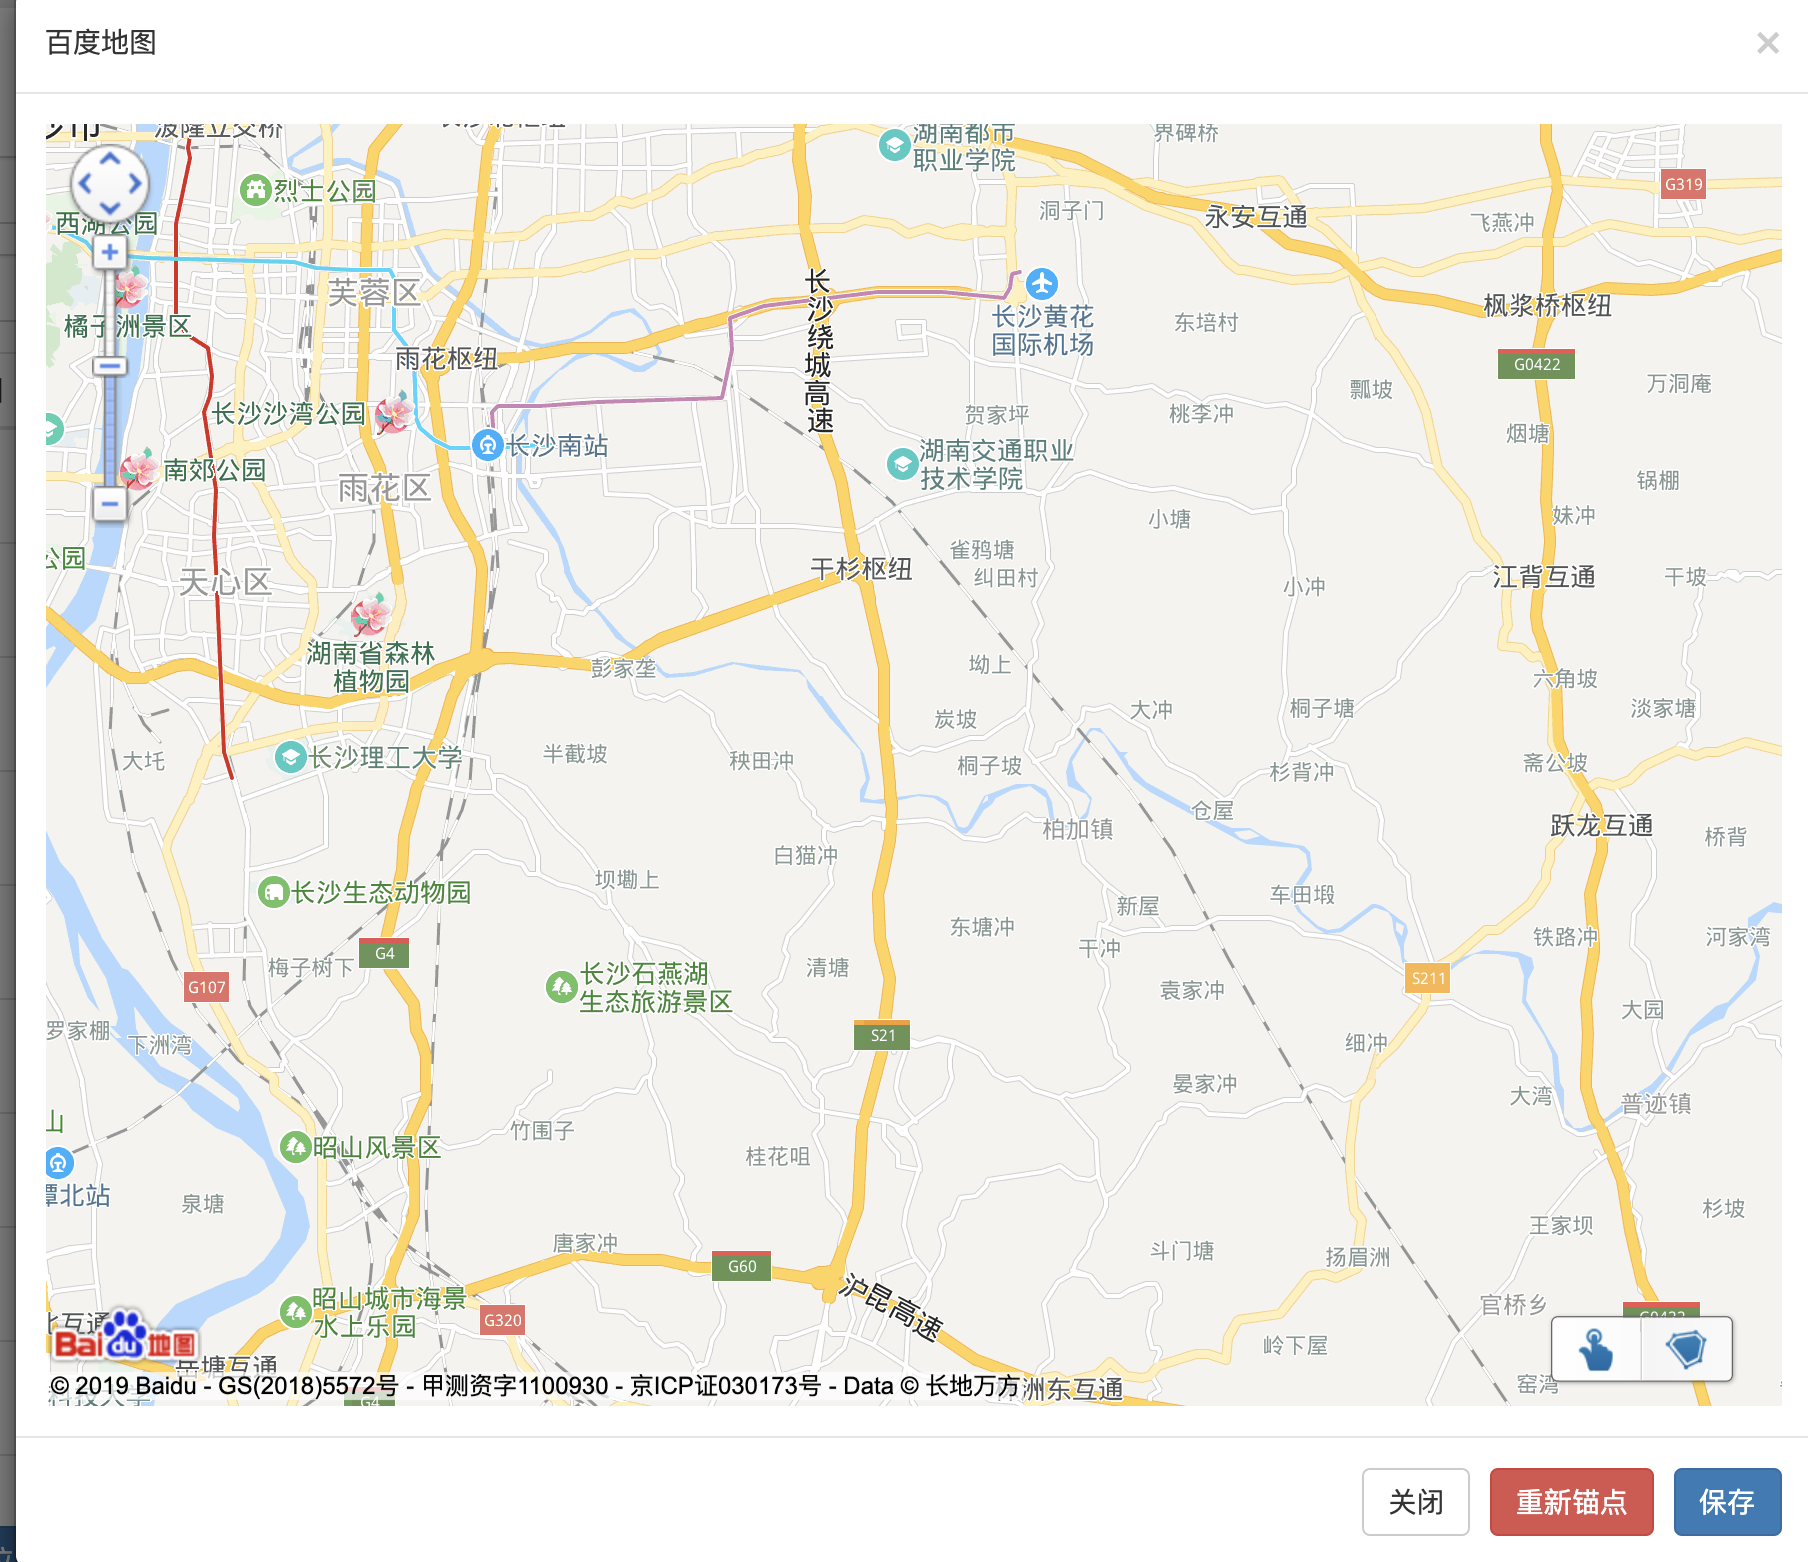 百度地图
×
烈士公园
湖南都市
职业学院
界碑桥
G319
西湖公园
洞子门
永安互通
飞燕冲
芙蓉区
长沙绕城高速
长沙黄花
国际机场
枫浆桥枢纽
橘子洲景区
东培村
雨花枢纽
G0422
瓢坡
万洞庵
长沙沙湾公园
贺家坪
桃李冲
烟塘
长沙南站
湖南交通职业
技术学院
南郊公园
雨花区
锅棚
小塘
妹冲
公园
雀鸦塘
干杉枢纽
纠田村
天心区
小冲
江背互通
干坡
湖南省森林
植物园
彭家垄
坳上
六角坡
炭坡
大冲
桐子塘
淡家塘
大圫
长沙理工大学
半截坡
秧田冲
桐子坡
杉背冲
斋公坡
仓屋
柏加镇
跃龙互通
桥背
白猫冲
坝墈上
长沙生态动物园
车田塅
新屋
东塘冲
干冲
铁路冲
河家湾
G4
梅子树下
清塘
G107
长沙石燕湖
生态旅游景区
S211
袁家冲
大园
罗家棚
下洲湾
S21
细冲
晏家冲
大湾
普迹镇
山
竹围子
昭山风景区
桂花咀
潭北站
泉塘
杉坡
王家坝
唐家冲
斗门塘
扬眉洲
G60
沪昆高速
昭山城市海景
水上乐园
G320
官桥乡
G0422
北互通
Bai du 地图
岳塘互通
岭下屋
窑湾
© 2019 Baidu - GS(2018)5572号 - 甲测资字1100930 - 京ICP证030173号 - Data © 长地万方
洲东互通
G4
关闭
重新锚点
保存